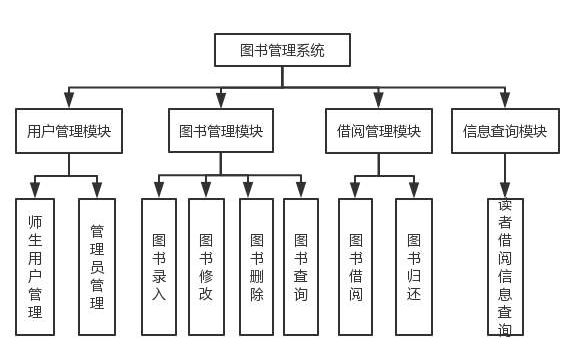 图书管理系统
用户管理模块
图书管理模块
借阅管理模块
信息查询模块
师生用户管理
管理员管理
图书录入
图书修改
图书删除
图书查询
图书借阅
图书归还
读者借阅信息查询